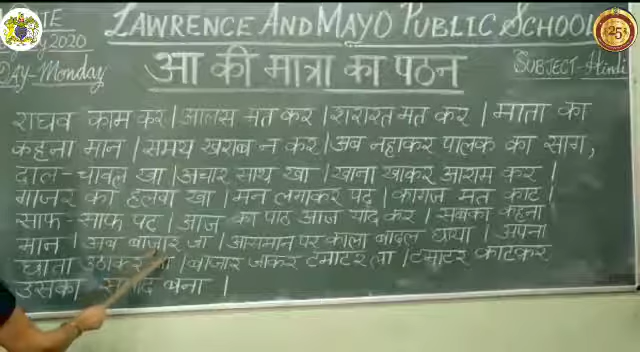 LAWRENCE AND MAYO PUBLIC SCHOOL
2020
DAY-Monday
SUBJECT-Hindi
25
आ की मात्रा का पठन
राघव काम कर । आलस मत कर । शरारत मत कर । माता का
कहना मान । समय खराब न कर । अब नहाकर पालक का साग,
दाल-चावल खा । अचार साथ खा । खाना खाकर आराम कर ।
गाजर का हलवा खा । मन लगाकर पढ़ । कागज मत काट ।
साफ-साफ पढ़ । आज का पाठ आज याद कर । सबका कहना
मान । अब बाजार जा । आसमान पर काला बादल छाया । अपना
छाता उठाकर जा । बाजार जाकर टमाटर ला । टमाटर काटकर
उसका बना ।